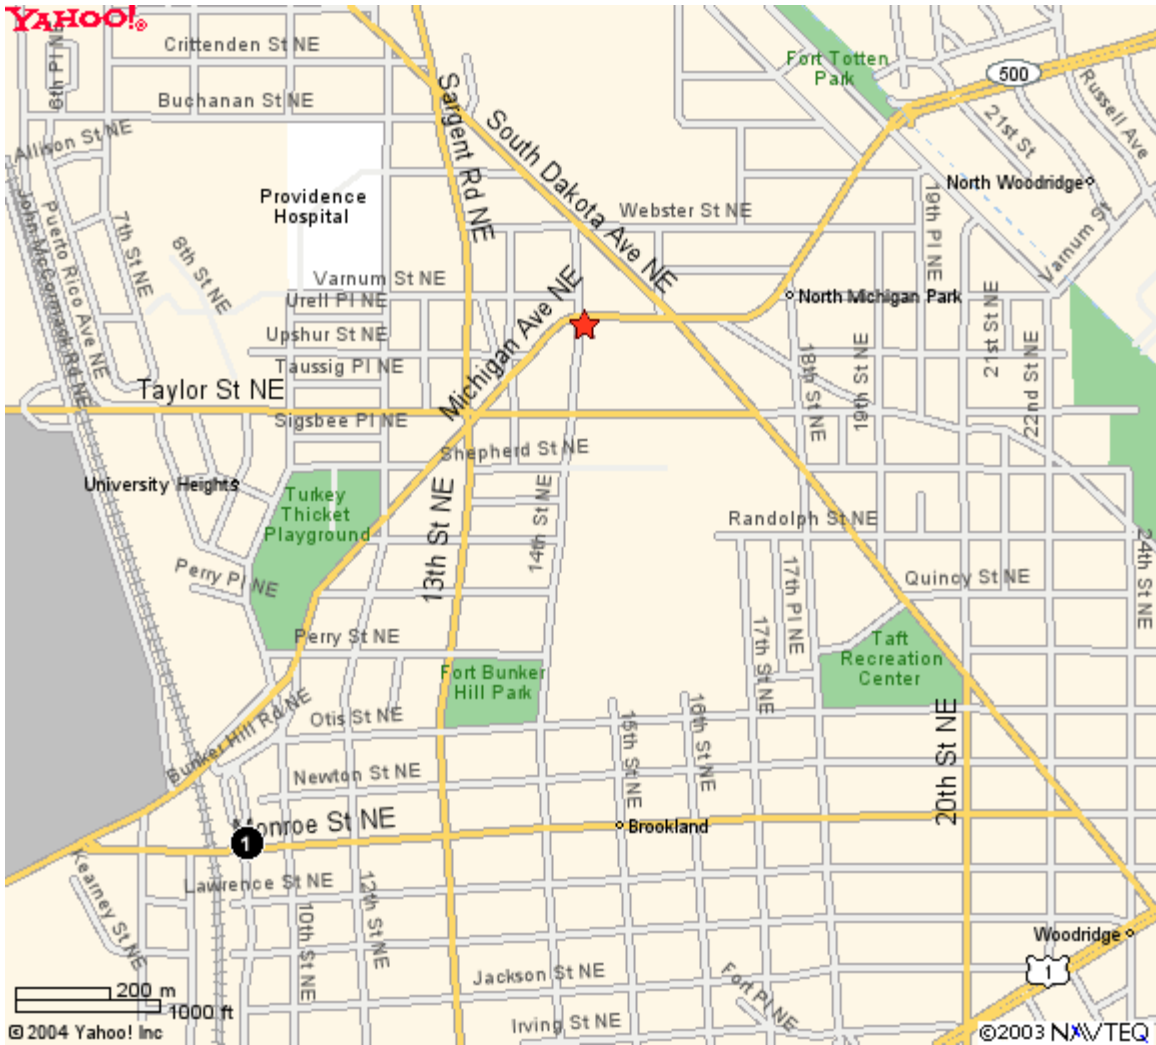 YAHOO!®
Crittenden St NE
6th Pl NE
Buchanan St NE
Allison St NE
Sargent Rd NE
South Dakota Ave NE
Fort Totten
Park
500
21st St
Russell Ave
North Woodridge
Providence
Hospital
Webster St NE
19th Pl NE
Varnum St
John McCormack Rd NE
Puerto Rico Ave NE
7th St NE
8th St NE
Varnum St NE
Urell Pl NE
Upshur St NE
Taussig Pl NE
Michigan Ave NE
North Michigan Park
18th St NE
19th St NE
21st St NE
22nd St NE
Taylor St NE
Sigsbee Pl NE
Shepherd St NE
University Heights
Turkey
Thicket
Playground
13th St NE
14th St NE
Randolph St NE
17th Pl NE
17th St NE
Quincy St NE
24th St NE
Perry Pl NE
Perry St NE
Fort Bunker
Hill Park
Taft
Recreation
Center
Bunker Hill Rd NE
Otis St NE
15th St NE
16th St NE
20th St NE
Newton St NE
Monroe St NE
1
Brookland
Kearney St NE
Lawrence St NE
10th St NE
12th St NE
Woodridge
1
Jackson St NE
Fort Pl NE
Irving St NE
200 m
1000 ft
© 2004 Yahoo! Inc
©2003 NAVTEQ